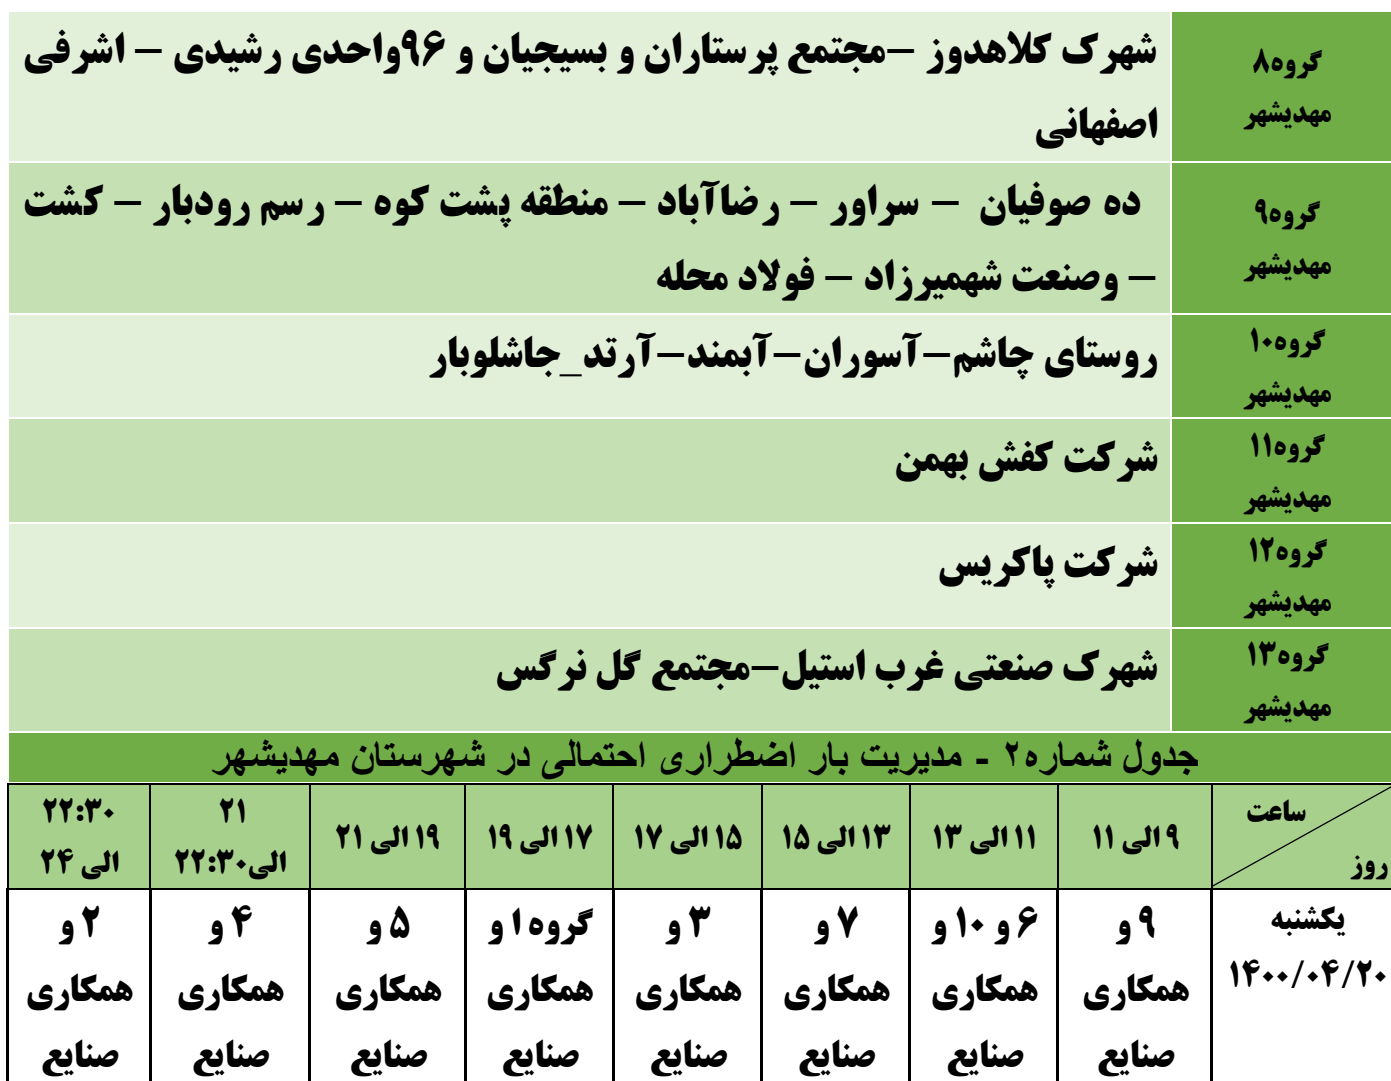 گروه۸
مهدیشهر
شهرک کلاهدوز –مجتمع پرستاران و بسیجیان و ۹۶واحدی رشیدی – اشرفی
اصفهانی
گروه۹
مهدیشهر
ده صوفیان – سراور – رضاآباد – منطقه پشت کوه – رسم رودبار – کشت
وصنعت شهمیرزاد – فولاد محله –
گروه۱۰
مهدیشهر
روستای چاشم–آسوران–آبمند–آرتد_جاشلوبار
گروه۱۱
مهدیشهر
شرکت کفش بهمن
گروه۱۲
مهدیشهر
شرکت پاکریس
گروه۱۳
مهدیشهر
شهرک صنعتی غرب استیل–مجتمع گل نرگس
جدول شماره۲ - مدیریت بار اضطراری احتمالی در شهرستان مهدیشهر
ساعت
روز
۹ الی ۱۱
۱۱ الی ۱۳
۱۳ الی ۱۵
۱۵ الی ۱۷
۱۷ الی ۱۹
۱۹ الی ۲۱
۲۱
الی۲۲:۳۰
۲۲:۳۰
الی ۲۴
یکشنبه
۱۴۰۰/۰۴/۲۰
۹ و
همکاری
صنایع
۶ و ۱۰ و
همکاری
صنایع
۷ و
همکاری
صنایع
۳ و
همکاری
صنایع
گروه ۱ و
همکاری
صنایع
۵ و
همکاری
صنایع
۴ و
همکاری
صنایع
۲ و
همکاری
صنایع